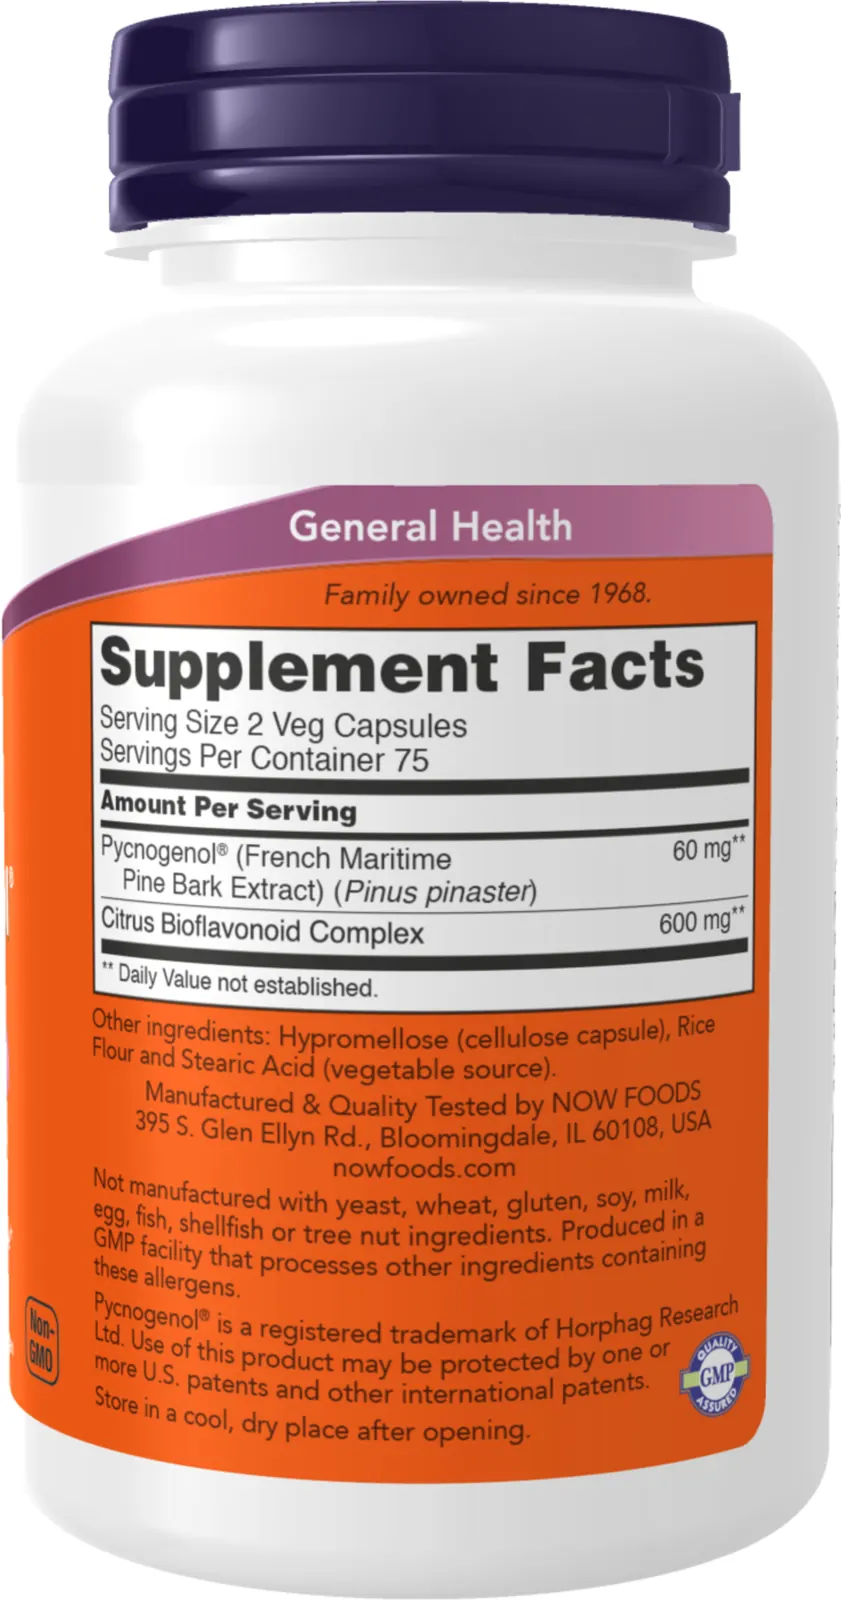 General Health
Family owned since 1968.
Supplement Facts
Serving Size 2 Veg Capsules
Servings Per Container 75
Amount Per Serving
Pycnogenol® (French Maritime Pine Bark Extract) (Pinus pinaster) 60 mg**
Citrus Bioflavonoid Complex 600 mg**
** Daily Value not established.
Other ingredients: Hypromellose (cellulose capsule), Rice
Flour and Stearic Acid (vegetable source).
Manufactured & Quality Tested by NOW FOODS
395 S. Glen Ellyn Rd., Bloomingdale, IL 60108, USA
nowfoods.com
Not manufactured with yeast, wheat, gluten, soy, milk,
egg, fish, shellfish or tree nut ingredients. Produced in a
GMP facility that processes other ingredients containing
these allergens.
Pycnogenol® is a registered trademark of Horphag Research
Ltd. Use of this product may be protected by one or
more U.S. patents and other international patents.
Store in a cool, dry place after opening.
Non-
GMO
QUALITY
GMP
ASSURED